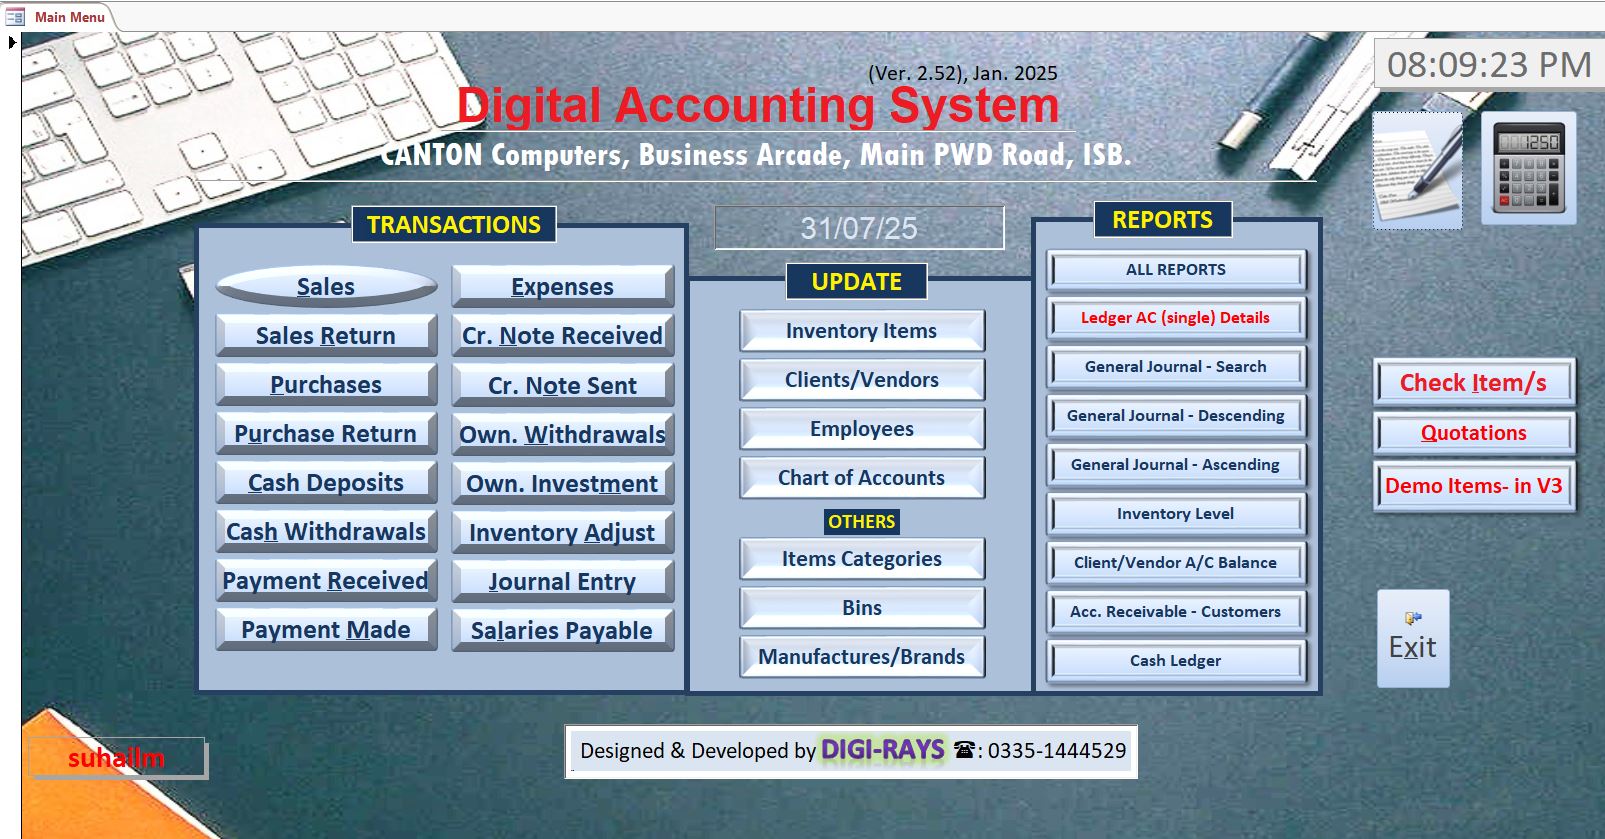 Main Menu
08:09:23 PM
(Ver. 2.52), Jan. 2025
Digital Accounting System
CANTON Computers, Business Arcade, Main PWD Road, ISB.
1250
31/07/25
TRANSACTIONS
Sales
Expenses
Sales Return
Cr. Note Received
Purchases
Cr. Note Sent
Purchase Return
Own. Withdrawals
Cash Deposits
Own. Investment
Cash Withdrawals
Inventory Adjust
Payment Received
Journal Entry
Payment Made
Salaries Payable
UPDATE
Inventory Items
Clients/Vendors
Employees
Chart of Accounts
OTHERS
Items Categories
Bins
Manufactures/Brands
REPORTS
ALL REPORTS
Ledger AC (single) Details
General Journal - Search
General Journal - Descending
General Journal - Ascending
Inventory Level
Client/Vendor A/C Balance
Acc. Receivable - Customers
Cash Ledger
Check Item/s
Quotations
Demo Items- in V3
Exit
suhailm
Designed & Developed by DIGI-RAYS ☎: 0335-1444529